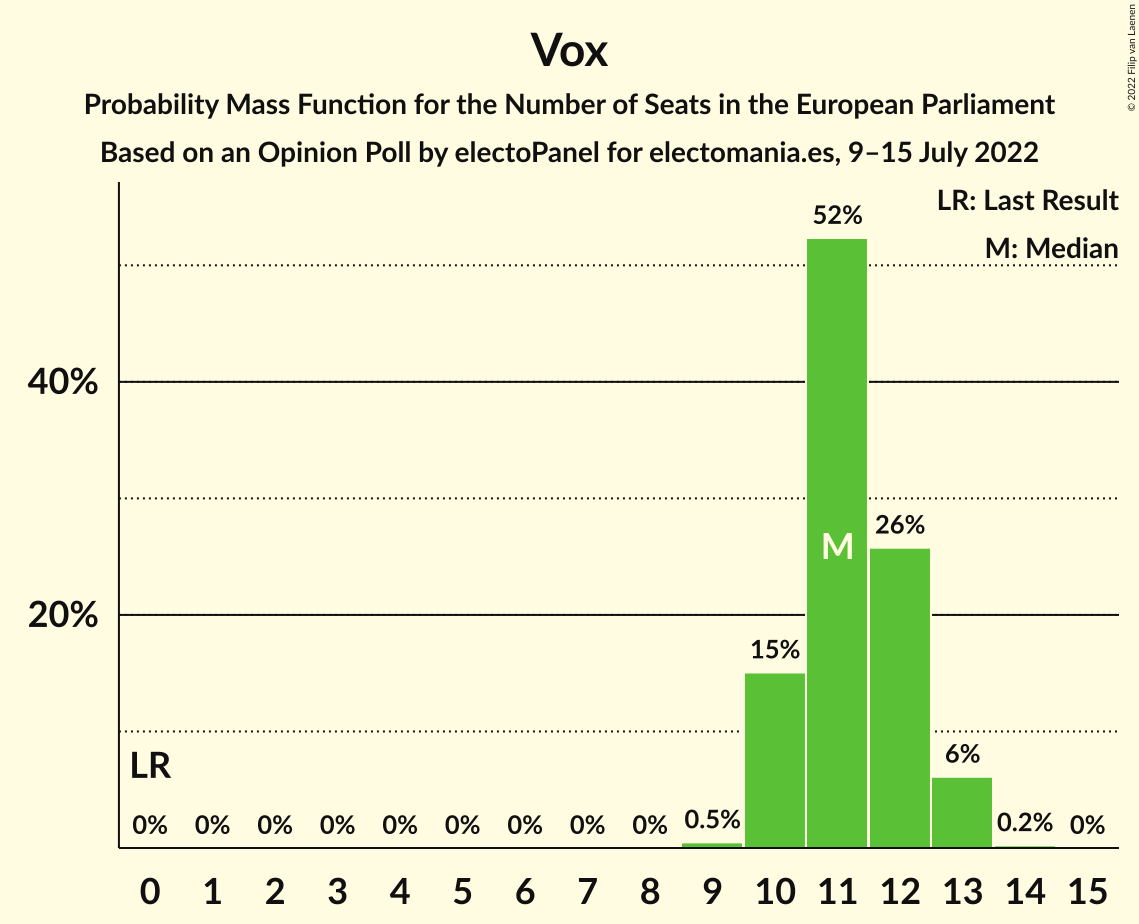 Vox
Probability Mass Function for the Number of Seats in the European Parliament
Based on an Opinion Poll by electoPanel for electomania.es, 9–15 July 2022
© 2022 Filip van Laenen
LR: Last Result
M: Median
40%
20%
52%
26%
M
15%
6%
LR
0% 0% 0% 0% 0% 0% 0% 0% 0% 0.5% 0.2% 0%
0 1 2 3 4 5 6 7 8 9 10 11 12 13 14 15